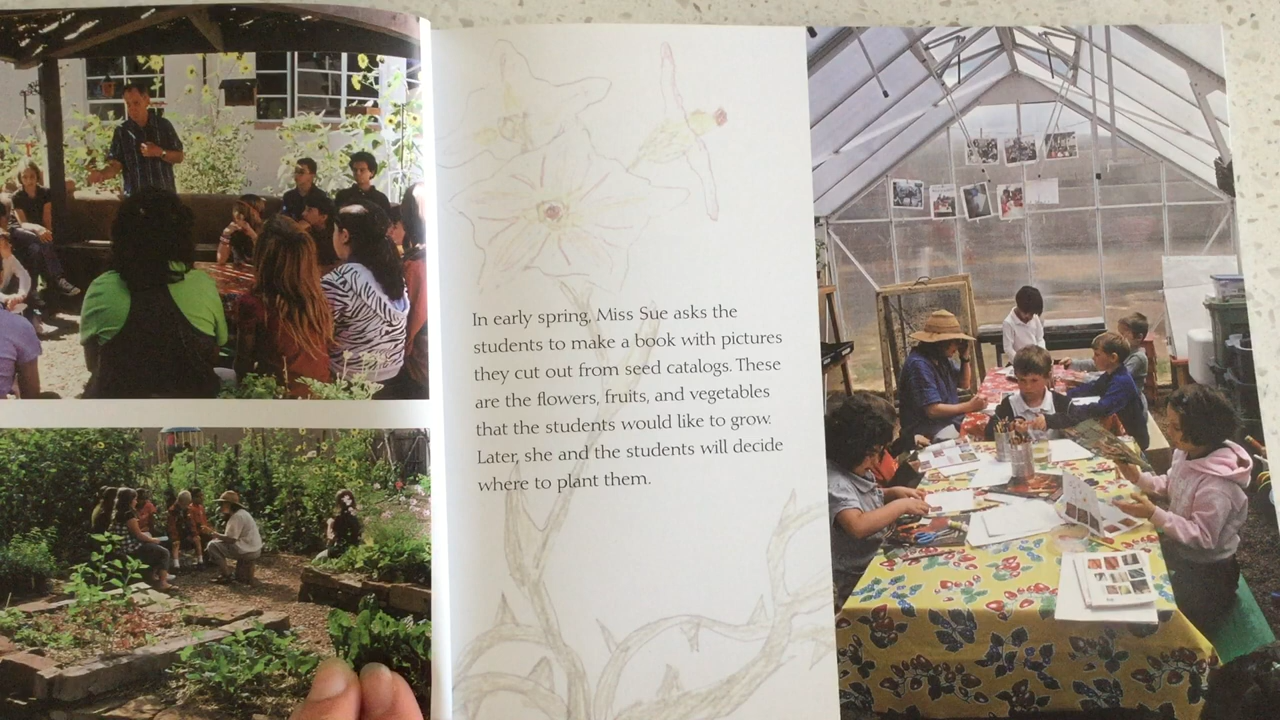 In early spring, Miss Sue asks the
students to make a book with pictures
they cut out from seed catalogs. These
are the flowers, fruits, and vegetables
that the students would like to grow.
Later, she and the students will decide
where to plant them.